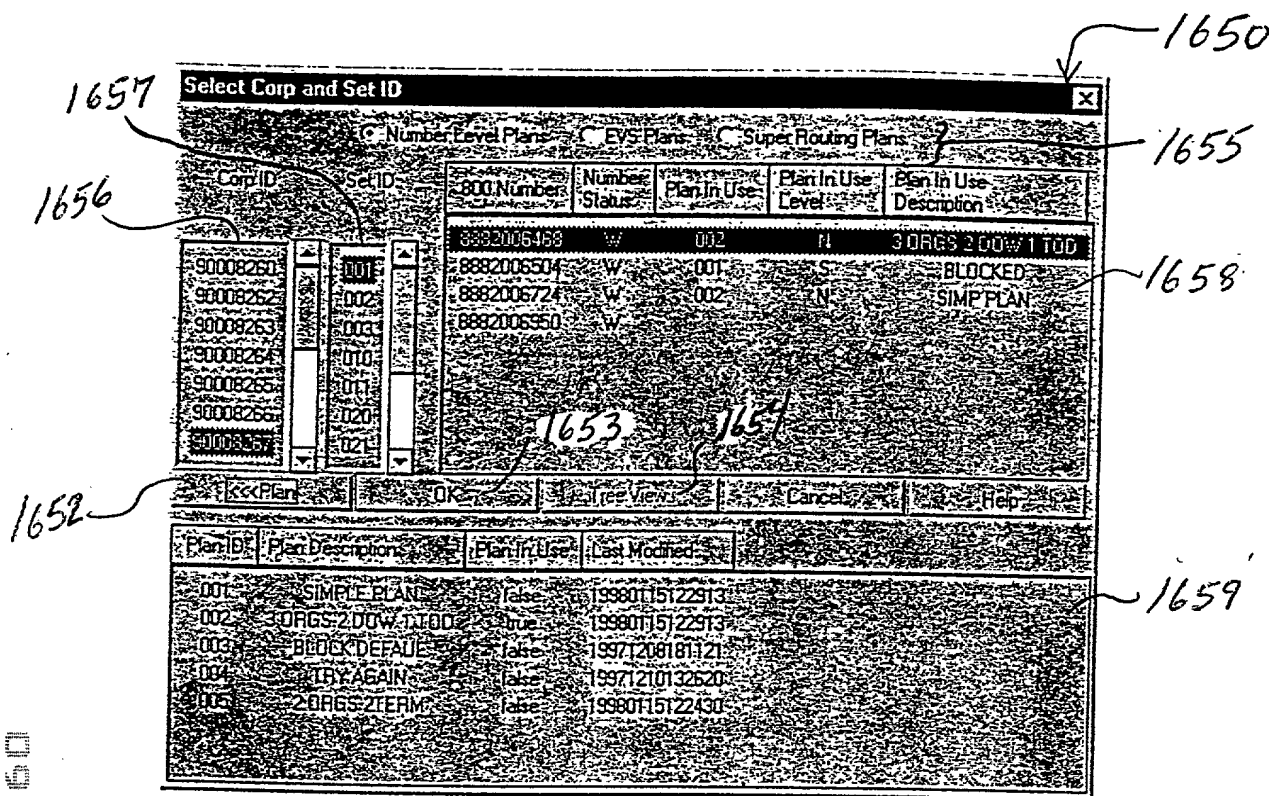 1650
Select Corp and Set ID
1657
Number Level Plans EVS Plans Super Routing Plans
1655
Corp ID Set ID 800 Number Number Status Plan In Use Plan In Use Level Plan In Use Description
1656
8882006468 W 002 N 3 ORGS 2 DOW 1 TOD
90008260 001 8882006504 W 001 S BLOCKED
1658
90008262 002 8882006724 W 002 N SIMP PLAN
90008263 003 8882006950 W
90008264 010
90008265 011
90008266 020
90008267 021
1653 1654
1652
<<<Plan OK Tree View Cancel Help
Plan ID Plan Descriptions Plan In Use Last Modified
001 SIMPLE PLAN false 19980115122913
1659
002 3 ORGS 2 DOW 1 TOD true 19980115122913
003 BLOCK DEFAUE false 19971208181121
004 TRY AGAIN false 19971210132620
005 2 ORGS 2 TERM false 19980115122430